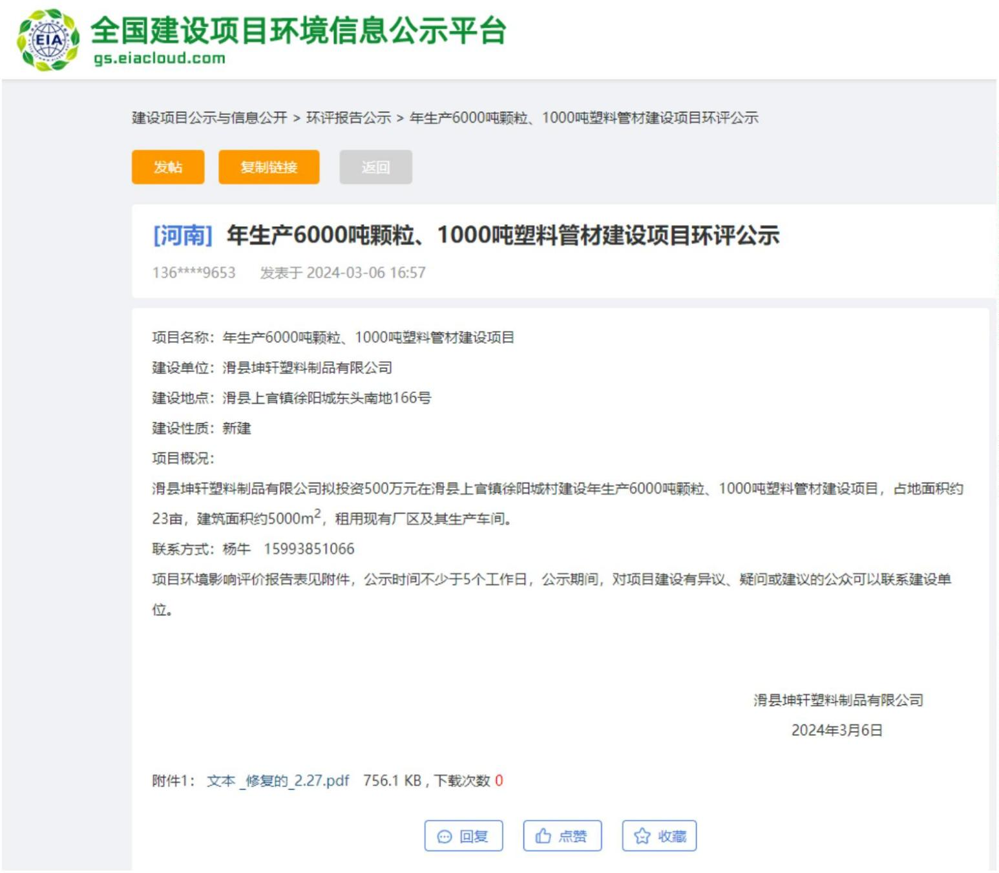 EIA
全国建设项目环境信息公示平台
gs.eiacloud.com
建设项目公示与信息公开 > 环评报告公示 > 年生产6000吨颗粒、1000吨塑料管材建设项目环评公示
发帖 复制链接 返回
[河南] 年生产6000吨颗粒、1000吨塑料管材建设项目环评公示
136****9653 发表于 2024-03-06 16:57
项目名称：年生产6000吨颗粒、1000吨塑料管材建设项目
建设单位：滑县坤轩塑料制品有限公司
建设地点：滑县上官镇徐阳城东头南地166号
建设性质：新建
项目概况：
滑县坤轩塑料制品有限公司拟投资500万元在滑县上官镇徐阳城村建设年生产6000吨颗粒、1000吨塑料管材建设项目，占地面积约
23亩，建筑面积约5000m²，租用现有厂区及其生产车间。
联系方式：杨牛 15993851066
项目环境影响评价报告表见附件，公示时间不少于5个工作日，公示期间，对项目建设有异议、疑问或建议的公众可以联系建设单
位。
滑县坤轩塑料制品有限公司
2024年3月6日
附件1： 文本 _修复的_2.27.pdf 756.1 KB , 下载次数 0
回复 点赞 收藏